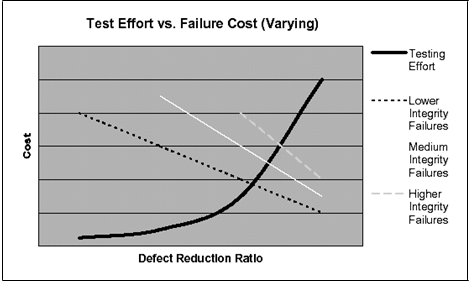 Test Effort vs. Failure Cost (Varying)
Cost
Defect Reduction Ratio
Testing
Effort
Lower
Integrity
Failures
Medium
Integrity
Failures
Higher
Integrity
Failures